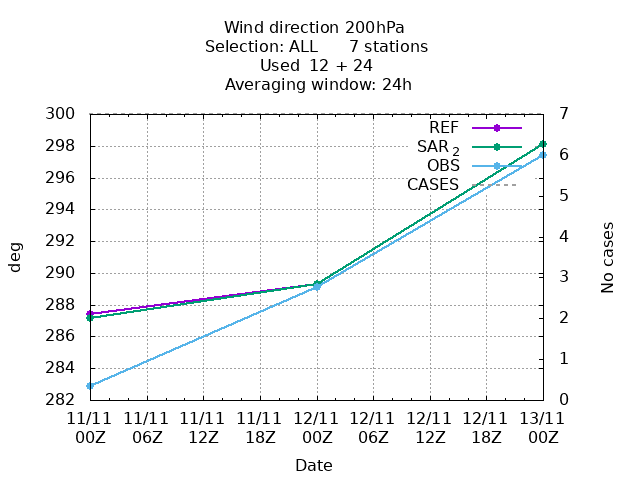 Wind direction 200hPa
Selection: ALL 7 stations
Used 12 + 24
Averaging window: 24h
300 7
298
296 6
294 5
292 4
290 3
288 2
286
284 1
282 0
deg
No cases
REF
SAR 2
OBS
CASES
11/11 11/11 11/11 11/11 12/11 12/11 12/11 12/11 13/11
00Z 06Z 12Z 18Z 00Z 06Z 12Z 18Z 00Z
Date